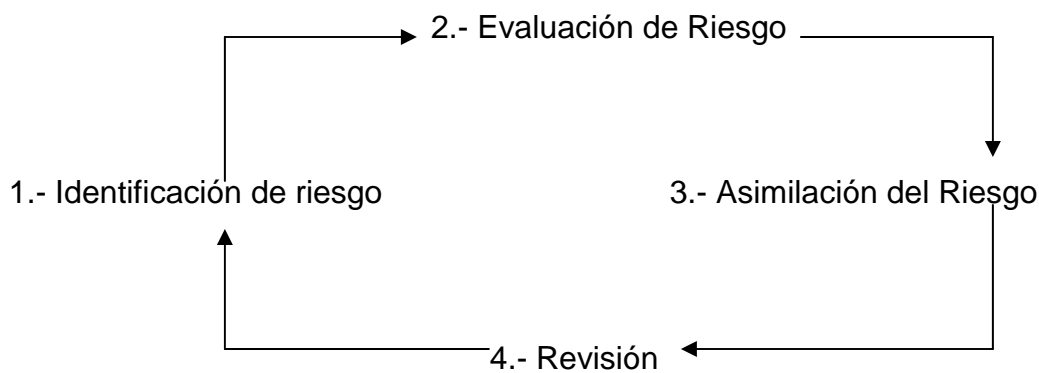 2.- Evaluación de Riesgo
1.- Identificación de riesgo
3.- Asimilación del Riesgo
4.- Revisión